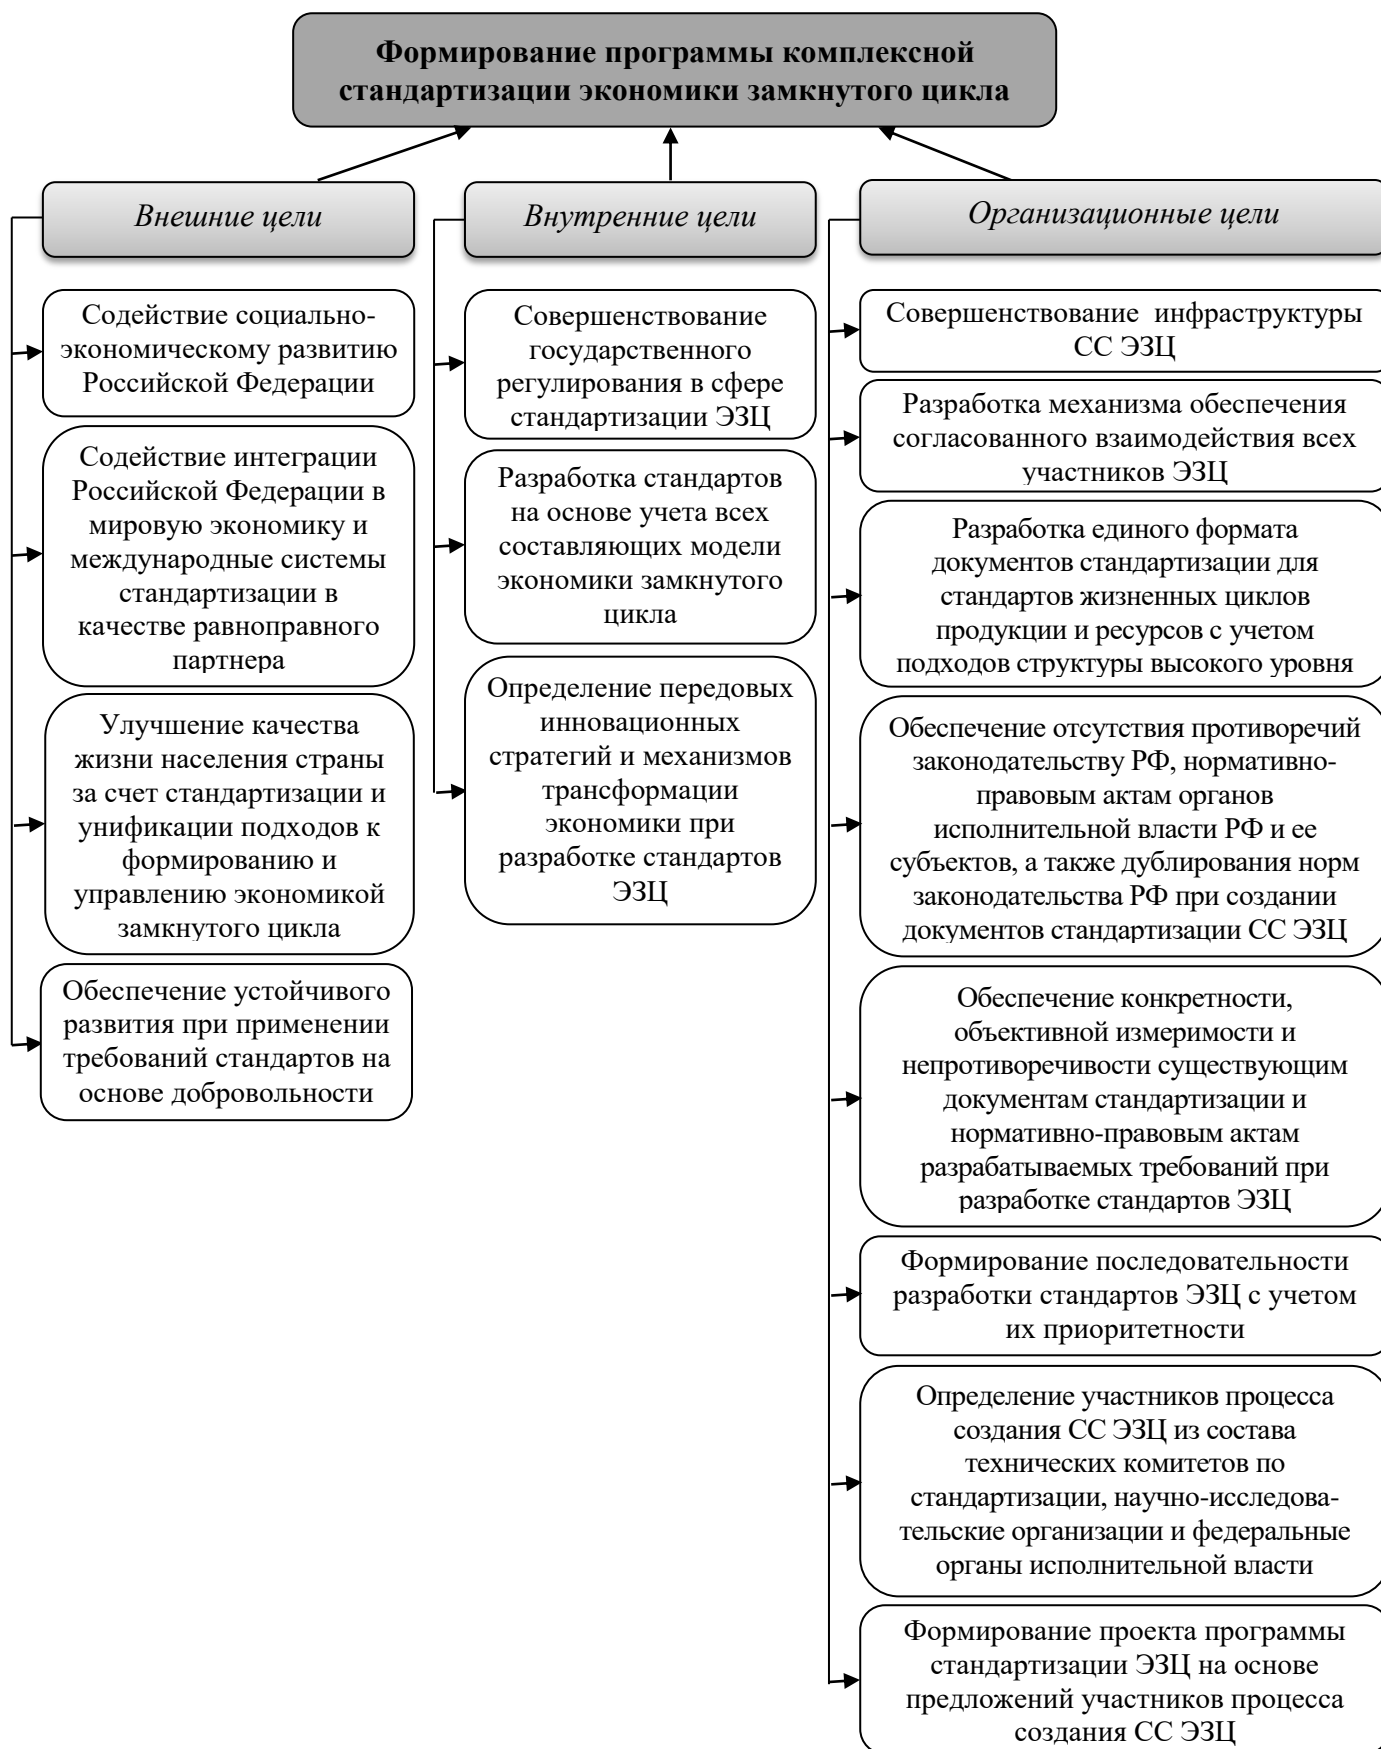 Формирование программы комплексной
стандартизации экономики замкнутого цикла
Внешние цели
Содействие социально-
экономическому развитию
Российской Федерации
Содействие интеграции
Российской Федерации в
мировую экономику и
международные системы
стандартизации в
качестве равноправного
партнера
Улучшение качества
жизни населения страны
за счет стандартизации и
унификации подходов к
формированию и
управлению экономикой
замкнутого цикла
Обеспечение устойчивого
развития при применении
требований стандартов на
основе добровольности
Внутренние цели
Совершенствование
государственного
регулирования в сфере
стандартизации ЭЗЦ
Разработка стандартов
на основе учета всех
составляющих модели
экономики замкнутого
цикла
Определение передовых
инновационных
стратегий и механизмов
трансформации
экономики при
разработке стандартов
ЭЗЦ
Организационные цели
Совершенствование инфраструктуры
СС ЭЗЦ
Разработка механизма обеспечения
согласованного взаимодействия всех
участников ЭЗЦ
Разработка единого формата
документов стандартизации для
стандартов жизненных циклов
продукции и ресурсов с учетом
подходов структуры высокого уровня
Обеспечение отсутствия противоречий
законодательству РФ, нормативно-
правовым актам органов
исполнительной власти РФ и ее
субъектов, а также дублирования норм
законодательства РФ при создании
документов стандартизации СС ЭЗЦ
Обеспечение конкретности,
объективной измеримости и
непротиворечивости существующим
документам стандартизации и
нормативно-правовым актам
разрабатываемых требований при
разработке стандартов ЭЗЦ
Формирование последовательности
разработки стандартов ЭЗЦ с учетом
их приоритетности
Определение участников процесса
создания СС ЭЗЦ из состава
технических комитетов по
стандартизации, научно-исследова-
тельские организации и федеральные
органы исполнительной власти
Формирование проекта программы
стандартизации ЭЗЦ на основе
предложений участников процесса
создания СС ЭЗЦ